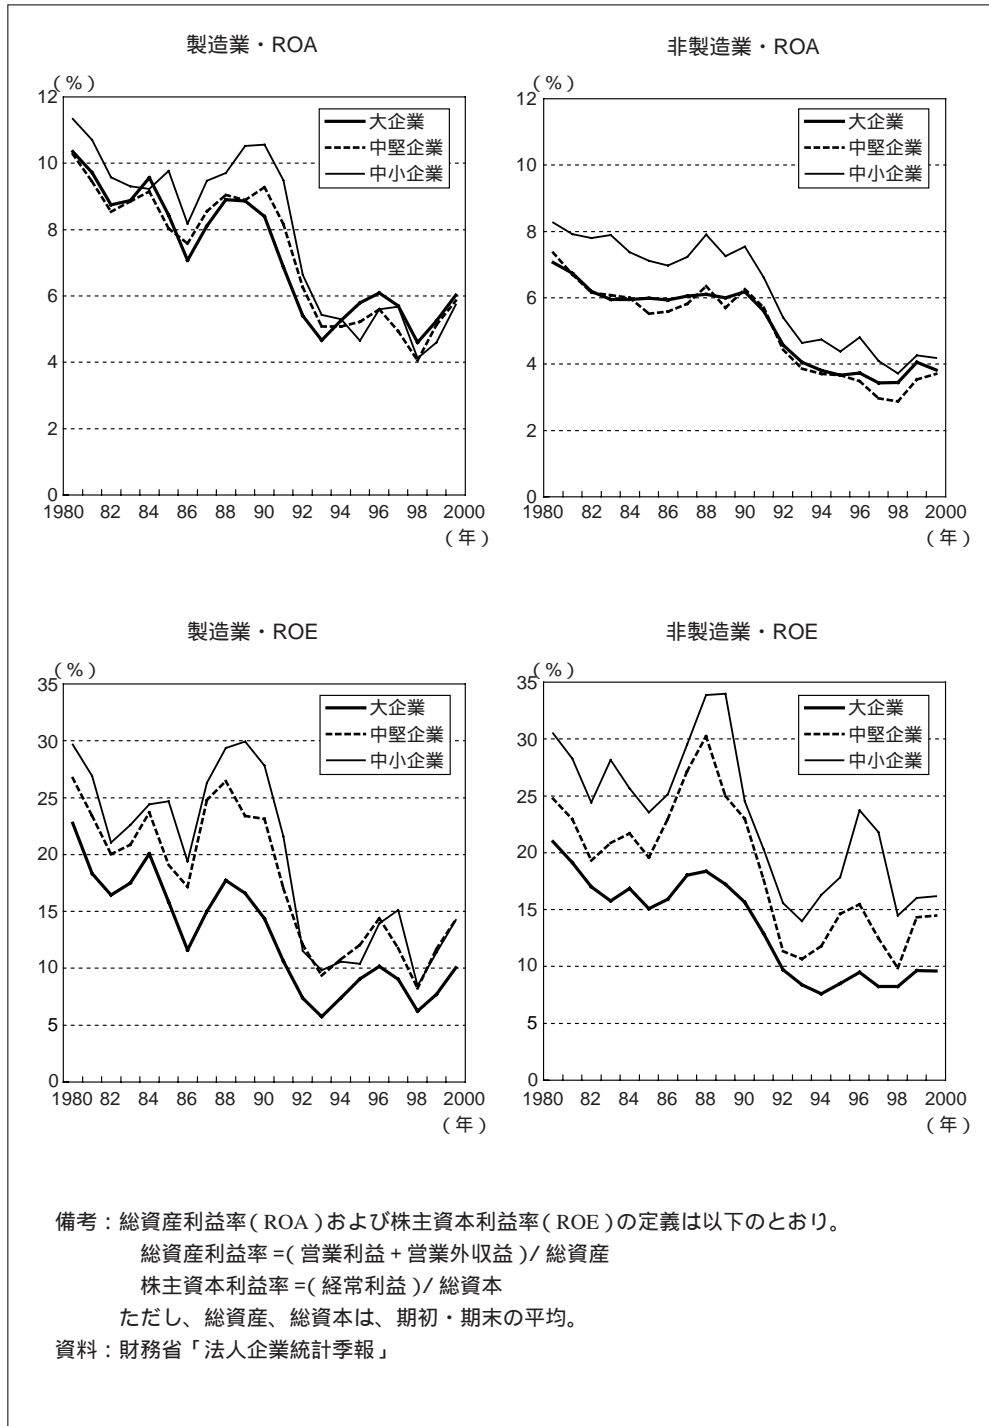 製造業・ROA
(%)
12
10
8
6
4
2
0
大企業
中堅企業
中小企業
1980 82 84 86 88 90 92 94 96 98 2000
(年)
非製造業・ROA
(%)
12
10
8
6
4
2
0
大企業
中堅企業
中小企業
1980 82 84 86 88 90 92 94 96 98 2000
(年)
製造業・ROE
(%)
35
30
25
20
15
10
5
0
大企業
中堅企業
中小企業
1980 82 84 86 88 90 92 94 96 98 2000
(年)
非製造業・ROE
(%)
35
30
25
20
15
10
5
0
大企業
中堅企業
中小企業
1980 82 84 86 88 90 92 94 96 98 2000
(年)
備考:総資産利益率(ROA)および株主資本利益率(ROE)の定義は以下のとおり。
総資産利益率=(営業利益+営業外収益)/ 総資産
株主資本利益率=(経常利益)/ 総資本
ただし、総資産、総資本は、期初・期末の平均。
資料:財務省「法人企業統計季報」